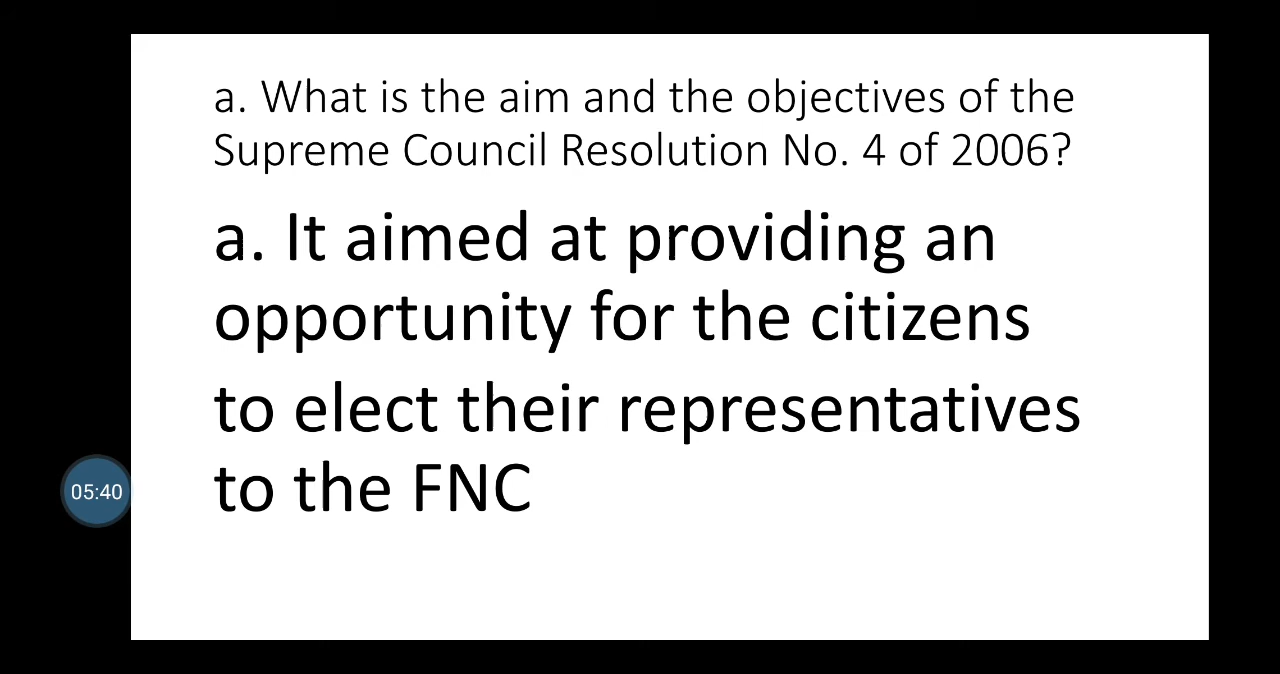 a. What is the aim and the objectives of the
Supreme Council Resolution No. 4 of 2006?
a. It aimed at providing an
opportunity for the citizens
to elect their representatives
to the FNC
05:40